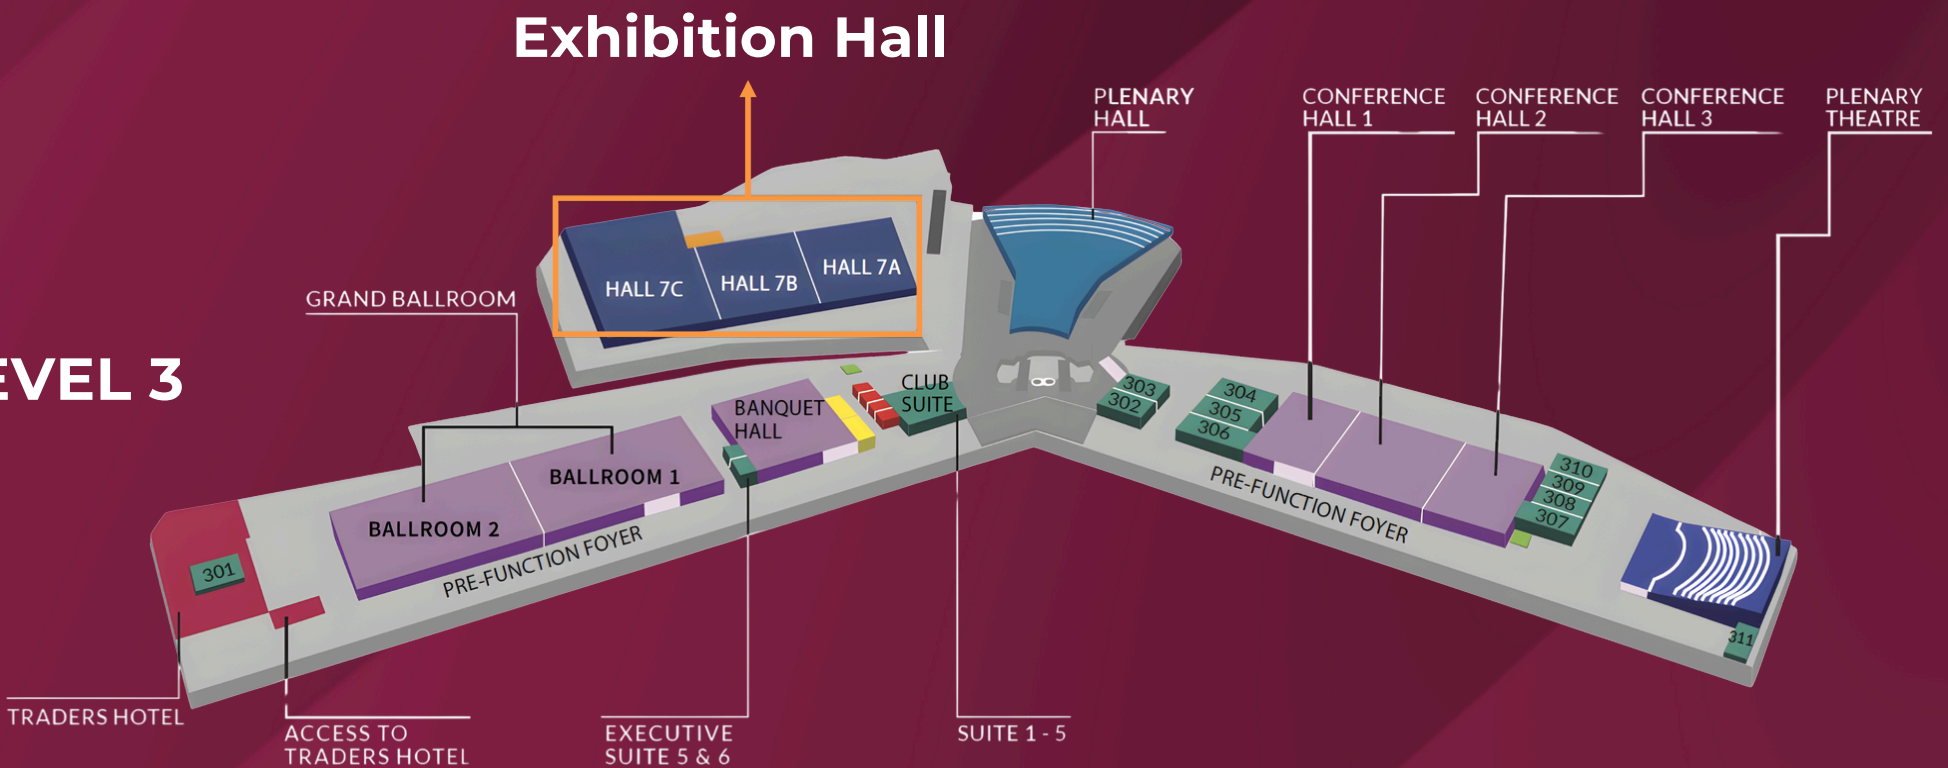 Exhibition Hall
PLENARY
HALL
CONFERENCE
HALL 1
CONFERENCE
HALL 2
CONFERENCE
HALL 3
PLENARY
THEATRE
HALL 7C
HALL 7B
HALL 7A
GRAND BALLROOM
EVEL 3
CLUB
SUITE
BANQUET
HALL
BALLROOM 1
BALLROOM 2
PRE-FUNCTION FOYER
301
303
302
304
305
306
PRE-FUNCTION FOYER
310
309
308
307
311
TRADERS HOTEL
ACCESS TO
TRADERS HOTEL
EXECUTIVE
SUITE 5 & 6
SUITE 1 - 5